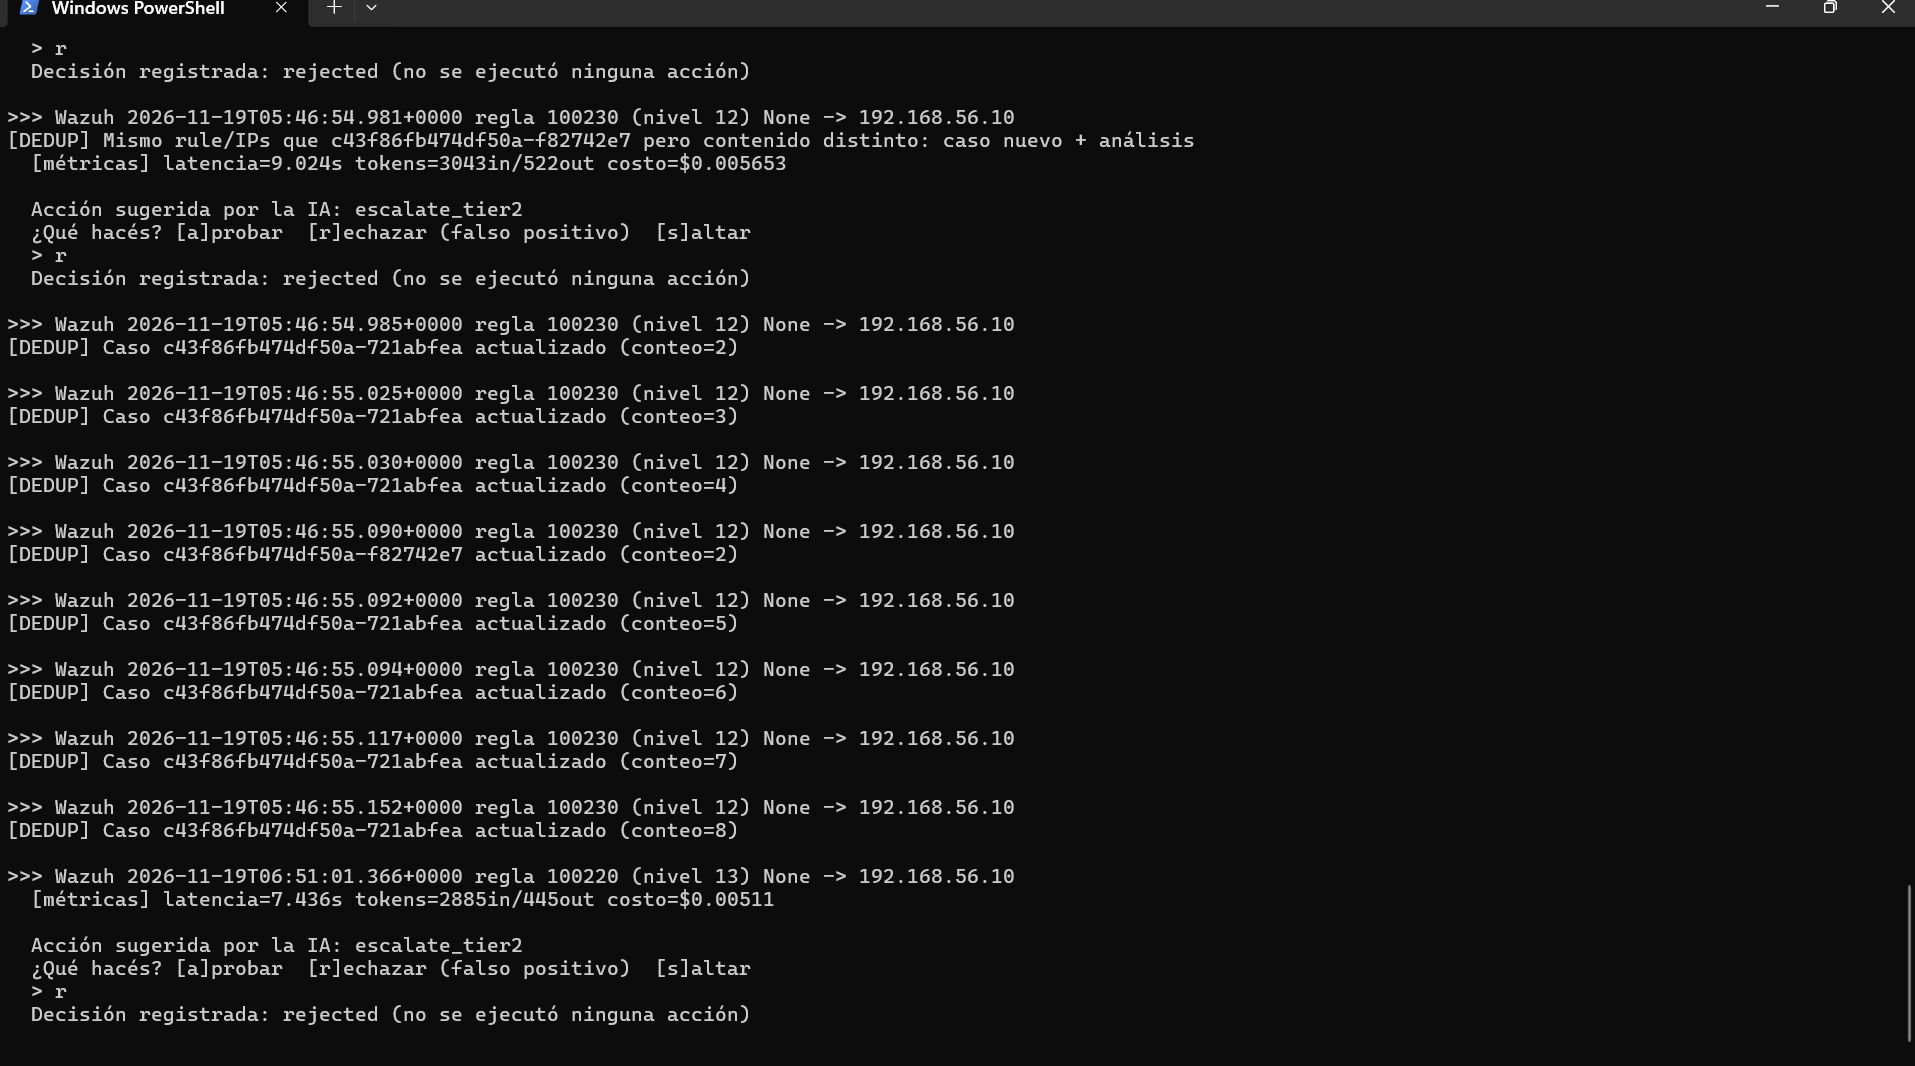 Windows PowerShell
> r
Decisión registrada: rejected (no se ejecutó ninguna acción)
>>> Wazuh 2026-11-19T05:46:54.981+0000 regla 100230 (nivel 12) None -> 192.168.56.10
[DEDUP] Mismo rule/IPs que c43f86fb474df50a-f82742e7 pero contenido distinto: caso nuevo + análisis
[métricas] latencia=9.024s tokens=3043in/522out costo=$0.005653
Acción sugerida por la IA: escalate_tier2
¿Qué hacés? [a]probar  [r]echazar (falso positivo)  [s]altar
> r
Decisión registrada: rejected (no se ejecutó ninguna acción)
>>> Wazuh 2026-11-19T05:46:54.985+0000 regla 100230 (nivel 12) None -> 192.168.56.10
[DEDUP] Caso c43f86fb474df50a-721abfea actualizado (conteo=2)
>>> Wazuh 2026-11-19T05:46:55.025+0000 regla 100230 (nivel 12) None -> 192.168.56.10
[DEDUP] Caso c43f86fb474df50a-721abfea actualizado (conteo=3)
>>> Wazuh 2026-11-19T05:46:55.030+0000 regla 100230 (nivel 12) None -> 192.168.56.10
[DEDUP] Caso c43f86fb474df50a-721abfea actualizado (conteo=4)
>>> Wazuh 2026-11-19T05:46:55.090+0000 regla 100230 (nivel 12) None -> 192.168.56.10
[DEDUP] Caso c43f86fb474df50a-f82742e7 actualizado (conteo=2)
>>> Wazuh 2026-11-19T05:46:55.092+0000 regla 100230 (nivel 12) None -> 192.168.56.10
[DEDUP] Caso c43f86fb474df50a-721abfea actualizado (conteo=5)
>>> Wazuh 2026-11-19T05:46:55.094+0000 regla 100230 (nivel 12) None -> 192.168.56.10
[DEDUP] Caso c43f86fb474df50a-721abfea actualizado (conteo=6)
>>> Wazuh 2026-11-19T05:46:55.117+0000 regla 100230 (nivel 12) None -> 192.168.56.10
[DEDUP] Caso c43f86fb474df50a-721abfea actualizado (conteo=7)
>>> Wazuh 2026-11-19T05:46:55.152+0000 regla 100230 (nivel 12) None -> 192.168.56.10
[DEDUP] Caso c43f86fb474df50a-721abfea actualizado (conteo=8)
>>> Wazuh 2026-11-19T06:51:01.366+0000 regla 100220 (nivel 13) None -> 192.168.56.10
[métricas] latencia=7.436s tokens=2885in/445out costo=$0.00511
Acción sugerida por la IA: escalate_tier2
¿Qué hacés? [a]probar  [r]echazar (falso positivo)  [s]altar
> r
Decisión registrada: rejected (no se ejecutó ninguna acción)